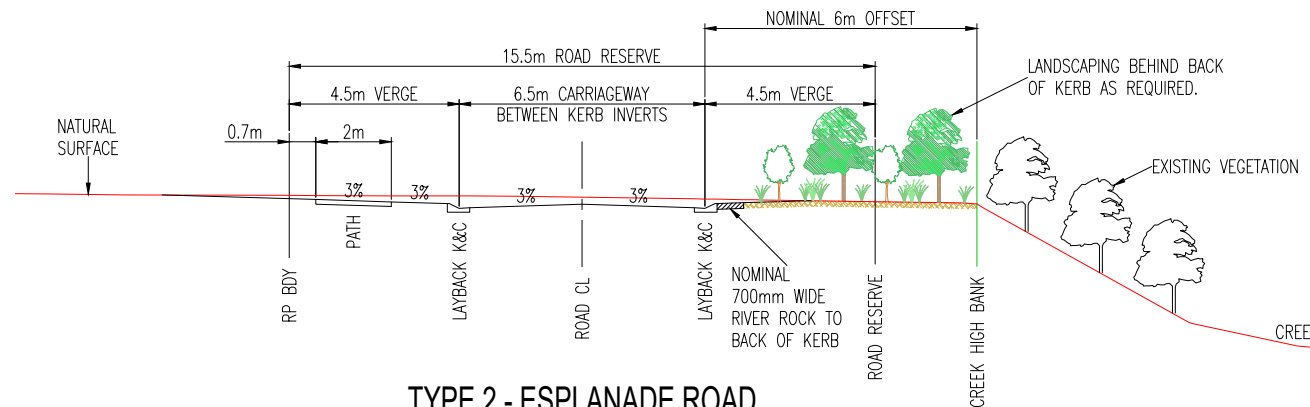 NOMINAL 6m OFFSET
15.5m ROAD RESERVE
LANDSCAPING BEHIND BACK
OF KERB AS REQUIRED.
4.5m VERGE
6.5m CARRIAGEWAY
BETWEEN KERB INVERTS
4.5m VERGE
NATURAL
SURFACE
0.7m
2m
EXISTING VEGETATION
3%
3%
3%
3%
PATH
RP BDY
LAYBACK K&C
ROAD CL
LAYBACK K&C
NOMINAL
700mm WIDE
RIVER ROCK TO
BACK OF KERB
ROAD RESERVE
CREEK HIGH BANK
CREE
TYPE 2 - ESPLANADE ROAD